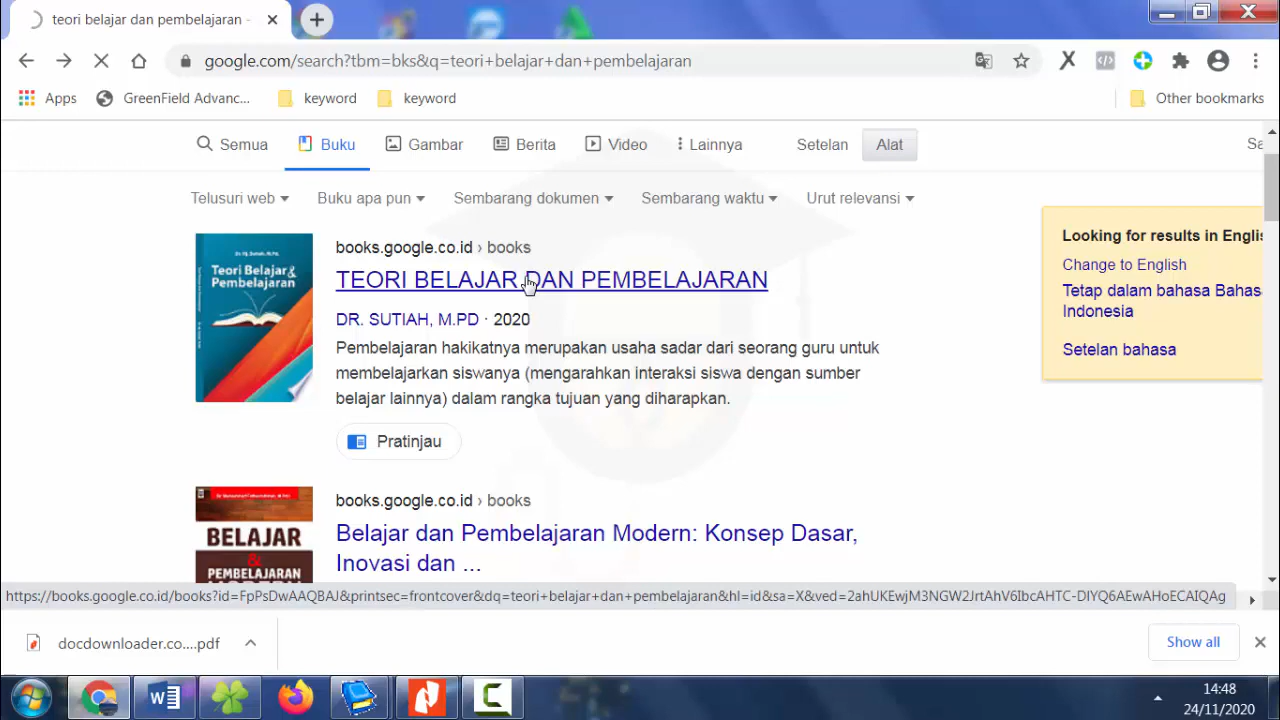 teori belajar dan pembelajaran -
google.com/search?tbm=bks&q=teori+belajar+dan+pembelajaran
Apps
GreenField Advanc...
keyword
keyword
Other bookmarks
Semua
Buku
Gambar
Berita
Video
Lainnya
Setelan
Alat
Sa
Telusuri web
Buku apa pun
Sembarang dokumen
Sembarang waktu
Urut relevansi
Dr. Hj. Sutiah, M.Pd.
Teori Belajar &
Pembelajaran
books.google.co.id › books
TEORI BELAJAR DAN PEMBELAJARAN
DR. SUTIAH, M.PD · 2020
Pembelajaran hakikatnya merupakan usaha sadar dari seorang guru untuk
membelajarkan siswanya (mengarahkan interaksi siswa dengan sumber
belajar lainnya) dalam rangka tujuan yang diharapkan.
Pratinjau
Looking for results in Englis
Change to English
Tetap dalam bahasa Bahas
Indonesia
Setelan bahasa
BELAJAR
&
PEMBELAJARAN
MODERN
books.google.co.id › books
Belajar dan Pembelajaran Modern: Konsep Dasar,
Inovasi dan ...
https://books.google.co.id/books?id=FpPsDwAAQBAJ&printsec=frontcover&dq=teori+belajar+dan+pembelajaran&hl=id&sa=X&ved=2ahUKEwjM3NGW2JrtAhV6IbcAHTC-DIYQ6AEwAHoECAIQAg
docdownloader.co....pdf
Show all
14:48
24/11/2020